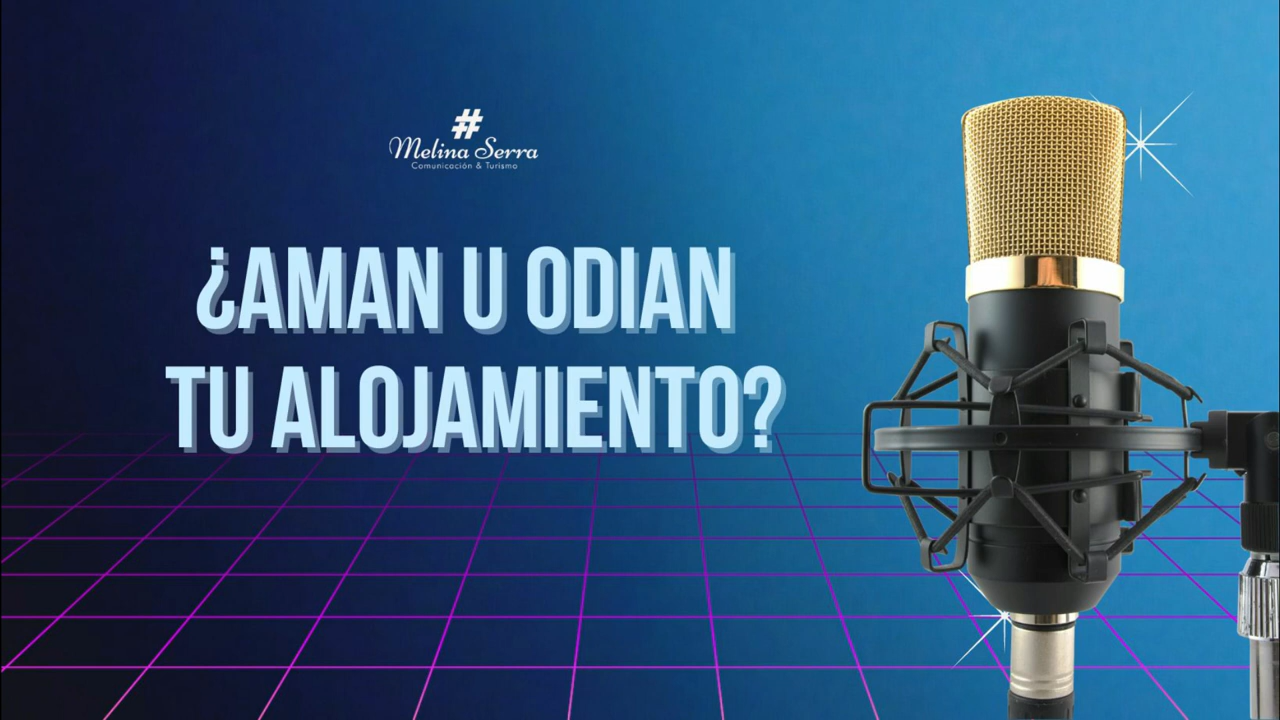 #
Melina Serra
Comunicación & Turismo
¿AMAN U ODIAN
TU ALOJAMIENTO?